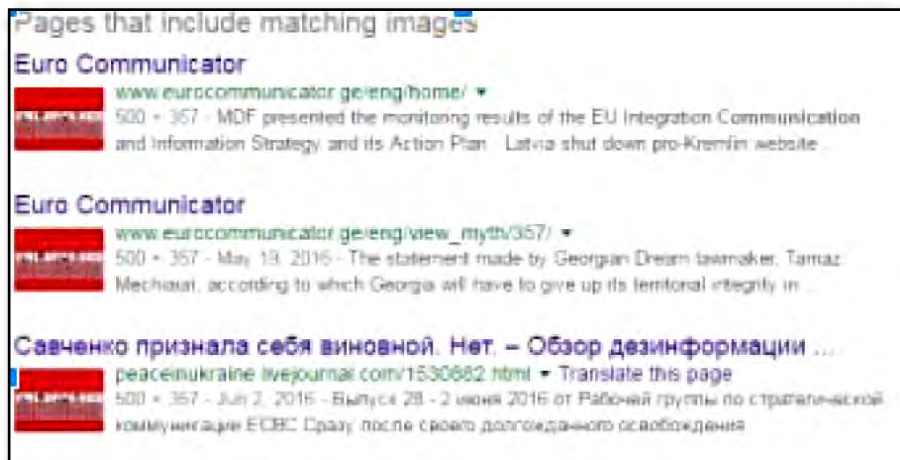 Pages that include matching images
Euro Communicator
www.eurocommunicator.ge/eng/home/
500 × 357 - MDF presented the monitoring results of the EU Integration Communication
and Information Strategy and its Action Plan. Latvia shut down pro-Kremlin website ...
Euro Communicator
www.eurocommunicator.ge/eng/view_myth/357/
500 × 357 - May 19, 2016 - The statement made by Georgian Dream lawmaker, Tamaz
Mechiauri, according to which Georgia will have to give up its territorial integrity in ...
Савченко признала себя виновной. Нет. – Обзор дезинформации ...
peaceinukraine.livejournal.com/1530682.html Translate this page
500 × 357 - Jun 2, 2016 - Выпуск 28 - 2 июня 2016 от Рабочей группы по стратегической
коммуникации ЕСВС Сразу после своего долгожданного освобождения